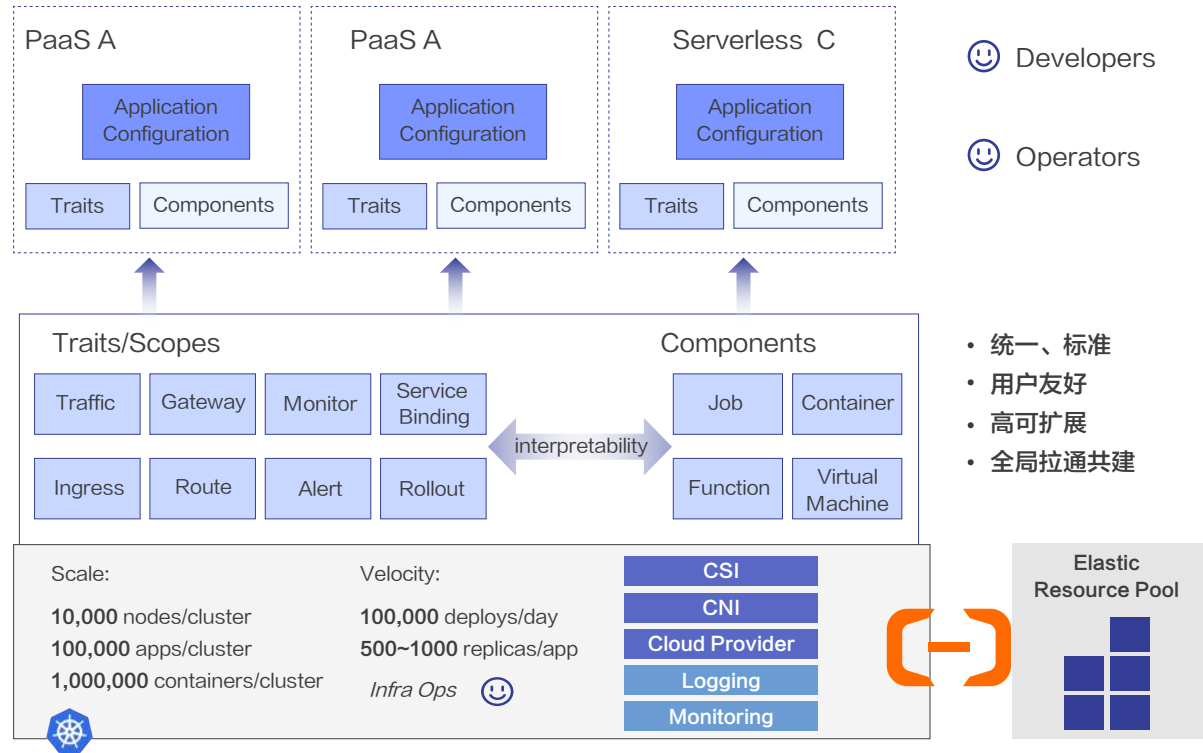 PaaS A
Application
Configuration
Traits
Components
PaaS A
Application
Configuration
Traits
Components
Serverless C
Application
Configuration
Traits
Components
Developers
Operators
Traits/Scopes
Traffic
Gateway
Monitor
Service
Binding
Ingress
Route
Alert
Rollout
interpretability
Components
Job
Container
Function
Virtual
Machine
• 统一、标准
• 用户友好
• 高可扩展
• 全局拉通共建
Scale:
10,000 nodes/cluster
100,000 apps/cluster
1,000,000 containers/cluster
Velocity:
100,000 deploys/day
500~1000 replicas/app
Infra Ops
CSI
CNI
Cloud Provider
Logging
Monitoring
Elastic
Resource Pool